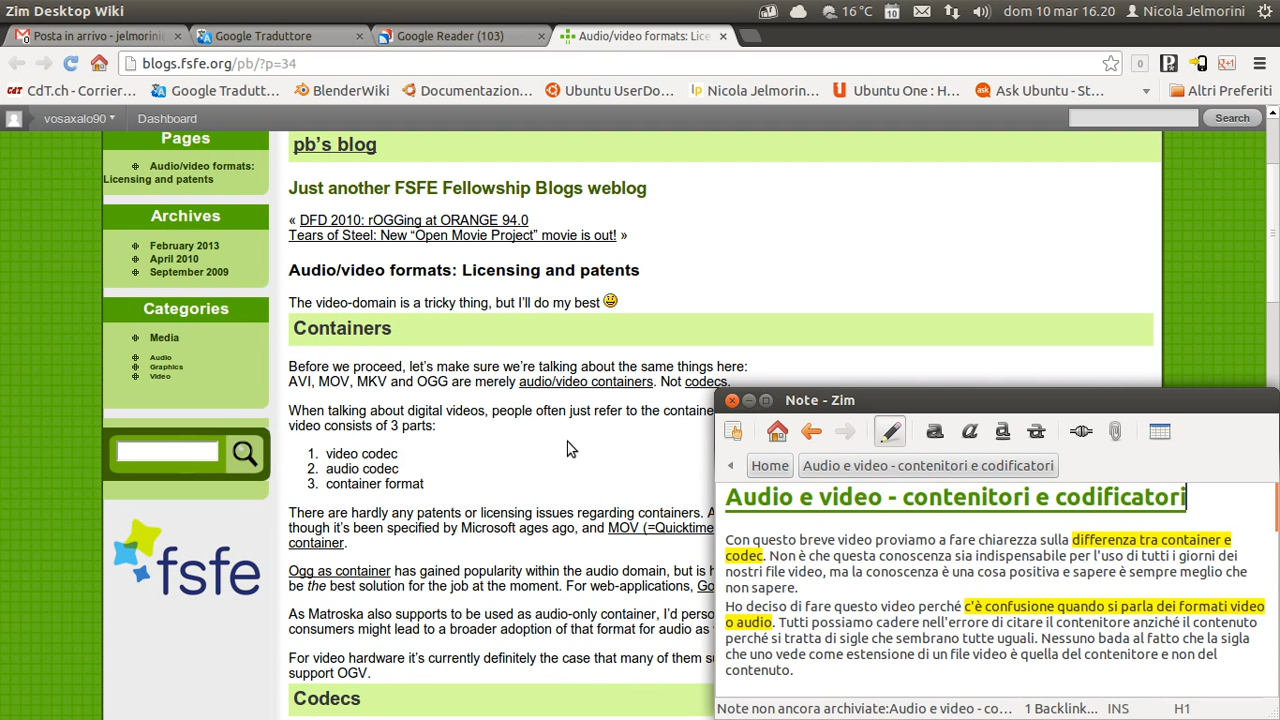 Zim Desktop Wiki
16 °C
10
dom 10 mar 16.20
Nicola Jelmorini
Posta in arrivo - jelmorini
Google Traduttore
Google Reader (103)
Audio/video formats: Lice
blogs.fsfe.org/pb/?p=34
0
CdT CdT.ch - Corrier...
Google Tradutt...
BlenderWiki
Documentazion...
Ubuntu UserDo...
Nicola Jelmorin...
Ubuntu One : H...
Ask Ubuntu - St...
Altri Preferiti
vosaxalo90
Dashboard
Search
Pages
Audio/video formats:
Licensing and patents
Archives
February 2013
April 2010
September 2009
Categories
Media
Audio
Graphics
Video
fsfe
pb's blog
Just another FSFE Fellowship Blogs weblog
« DFD 2010: rOGGing at ORANGE 94.0
Tears of Steel: New “Open Movie Project” movie is out! »
Audio/video formats: Licensing and patents
The video-domain is a tricky thing, but I'll do my best
Containers
Before we proceed, let's make sure we're talking about the same things here:
AVI, MOV, MKV and OGG are merely audio/video containers. Not codecs.
When talking about digital videos, people often just refer to the containe
video consists of 3 parts:
1. video codec
2. audio codec
3. container format
There are hardly any patents or licensing issues regarding containers. A
though it's been specified by Microsoft ages ago, and MOV (=Quicktime
container.
Ogg as container has gained popularity within the audio domain, but is h
be the best solution for the job at the moment. For web-applications, Go
As Matroska also supports to be used as audio-only container, I'd perso
consumers might lead to a broader adoption of that format for audio as
For video hardware it's currently definitely the case that many of them su
support OGV.
Codecs
Note - Zim
Home
Audio e video - contenitori e codificatori
Audio e video - contenitori e codificatori
Con questo breve video proviamo a fare chiarezza sulla differenza tra container e
codec. Non è che questa conoscenza sia indispensabile per l'uso di tutti i giorni dei
nostri file video, ma la conoscenza è una cosa positiva e sapere è sempre meglio che
non sapere.
Ho deciso di fare questo video perché c'è confusione quando si parla dei formati video
o audio. Tutti possiamo cadere nell'errore di citare il contenitore anziché il contenuto
perché si tratta di sigle che sembrano tutte uguali. Nessuno bada al fatto che la sigla
che uno vede come estensione di un file video è quella del contenitore e non del
contenuto.
Note non ancora archiviate:Audio e video - co...
1 Backlink...
INS
H1